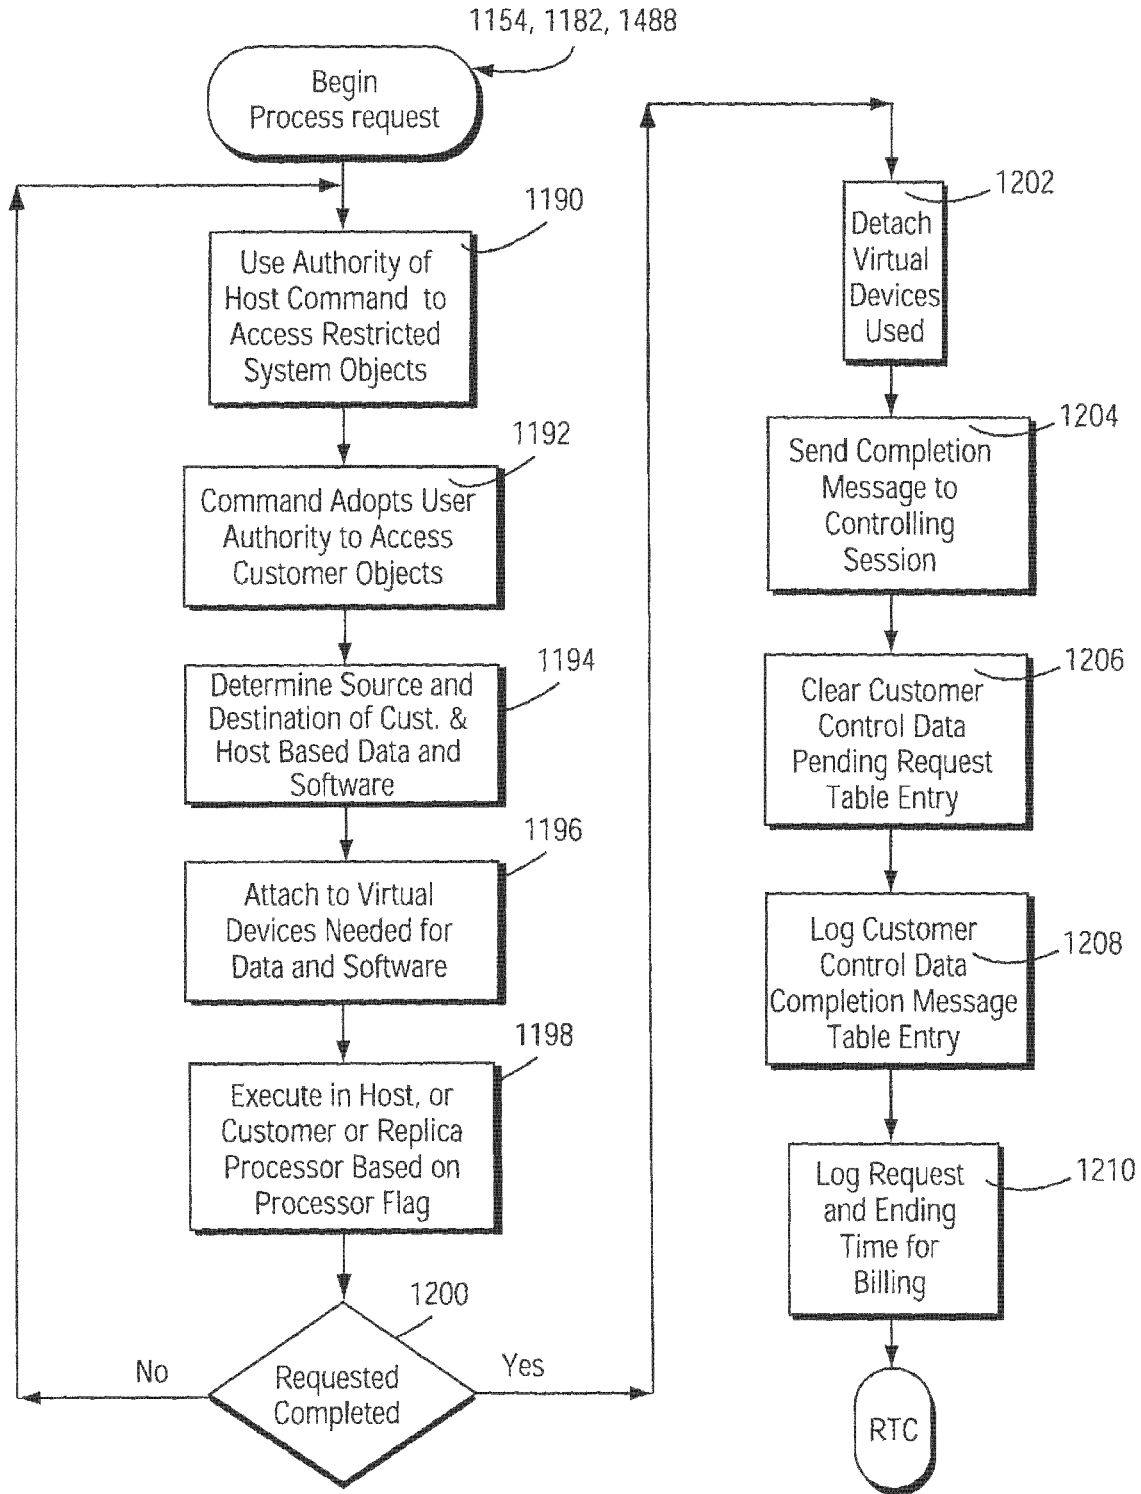 1154, 1182, 1488
Begin
Process request
1190
Use Authority of
Host Command to
Access Restricted
System Objects
1192
Command Adopts User
Authority to Access
Customer Objects
1194
Determine Source and
Destination of Cust. &
Host Based Data and
Software
1196
Attach to Virtual
Devices Needed for
Data and Software
1198
Execute in Host, or
Customer or Replica
Processor Based on
Processor Flag
1200
Requested
Completed
No
Yes
1202
Detach
Virtual
Devices
Used
1204
Send Completion
Message to
Controlling
Session
1206
Clear Customer
Control Data
Pending Request
Table Entry
1208
Log Customer
Control Data
Completion Message
Table Entry
1210
Log Request
and Ending
Time for
Billing
RTC